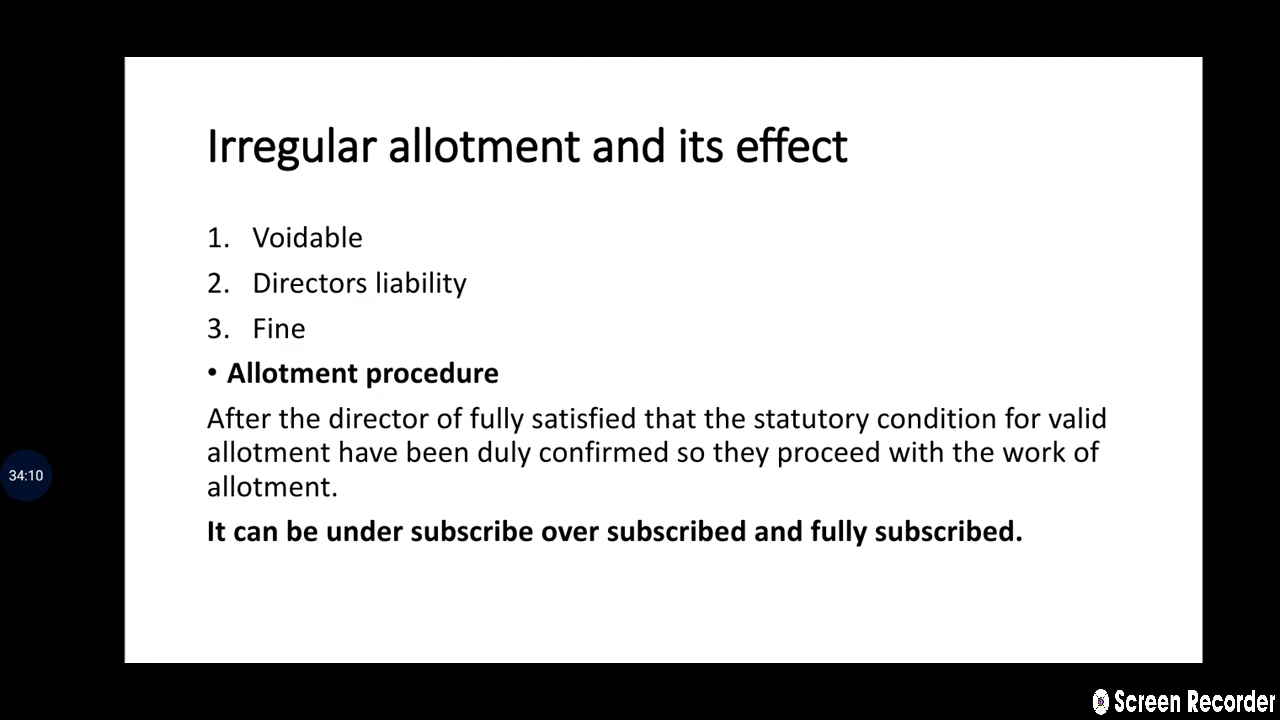 Irregular allotment and its effect
1. Voidable
2. Directors liability
3. Fine
• Allotment procedure
After the director of fully satisfied that the statutory condition for valid
allotment have been duly confirmed so they proceed with the work of
allotment.
It can be under subscribe over subscribed and fully subscribed.
34:10
Screen Recorder